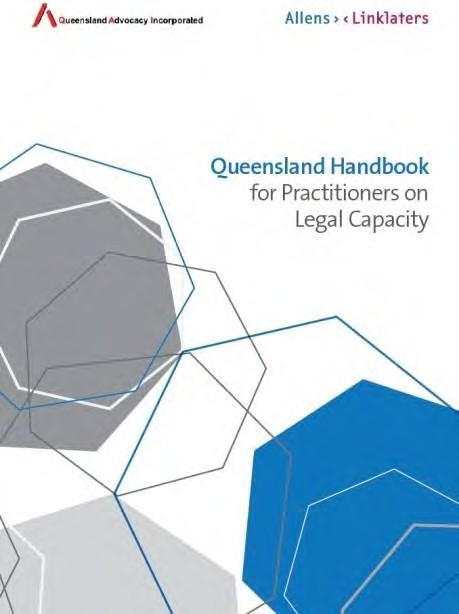 Queensland Advocacy Incorporated
Allens > < Linklaters
Queensland Handbook
for Practitioners on
Legal Capacity